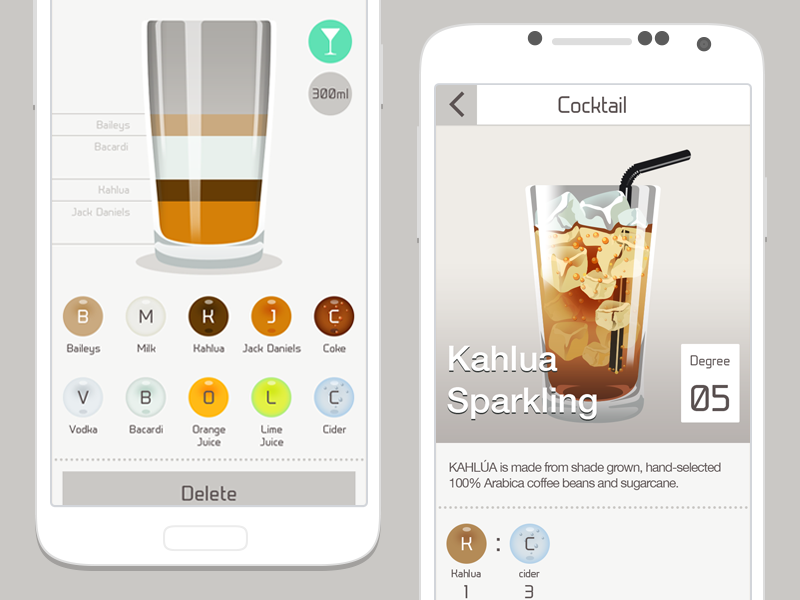 300ml
Baileys
Bacardi
Kahlua
Jack Daniels
B
M
K
J
C
Baileys
Milk
Kahlua
Jack Daniels
Coke
V
B
O
L
C
Vodka
Bacardi
Orange
Juice
Lime
Juice
Cider
Delete
Cocktail
Kahlua
Sparkling
Degree
05
KAHLÚA is made from shade grown, hand-selected
100% Arabica coffee beans and sugarcane.
K : C
Kahlua
cider
1
3